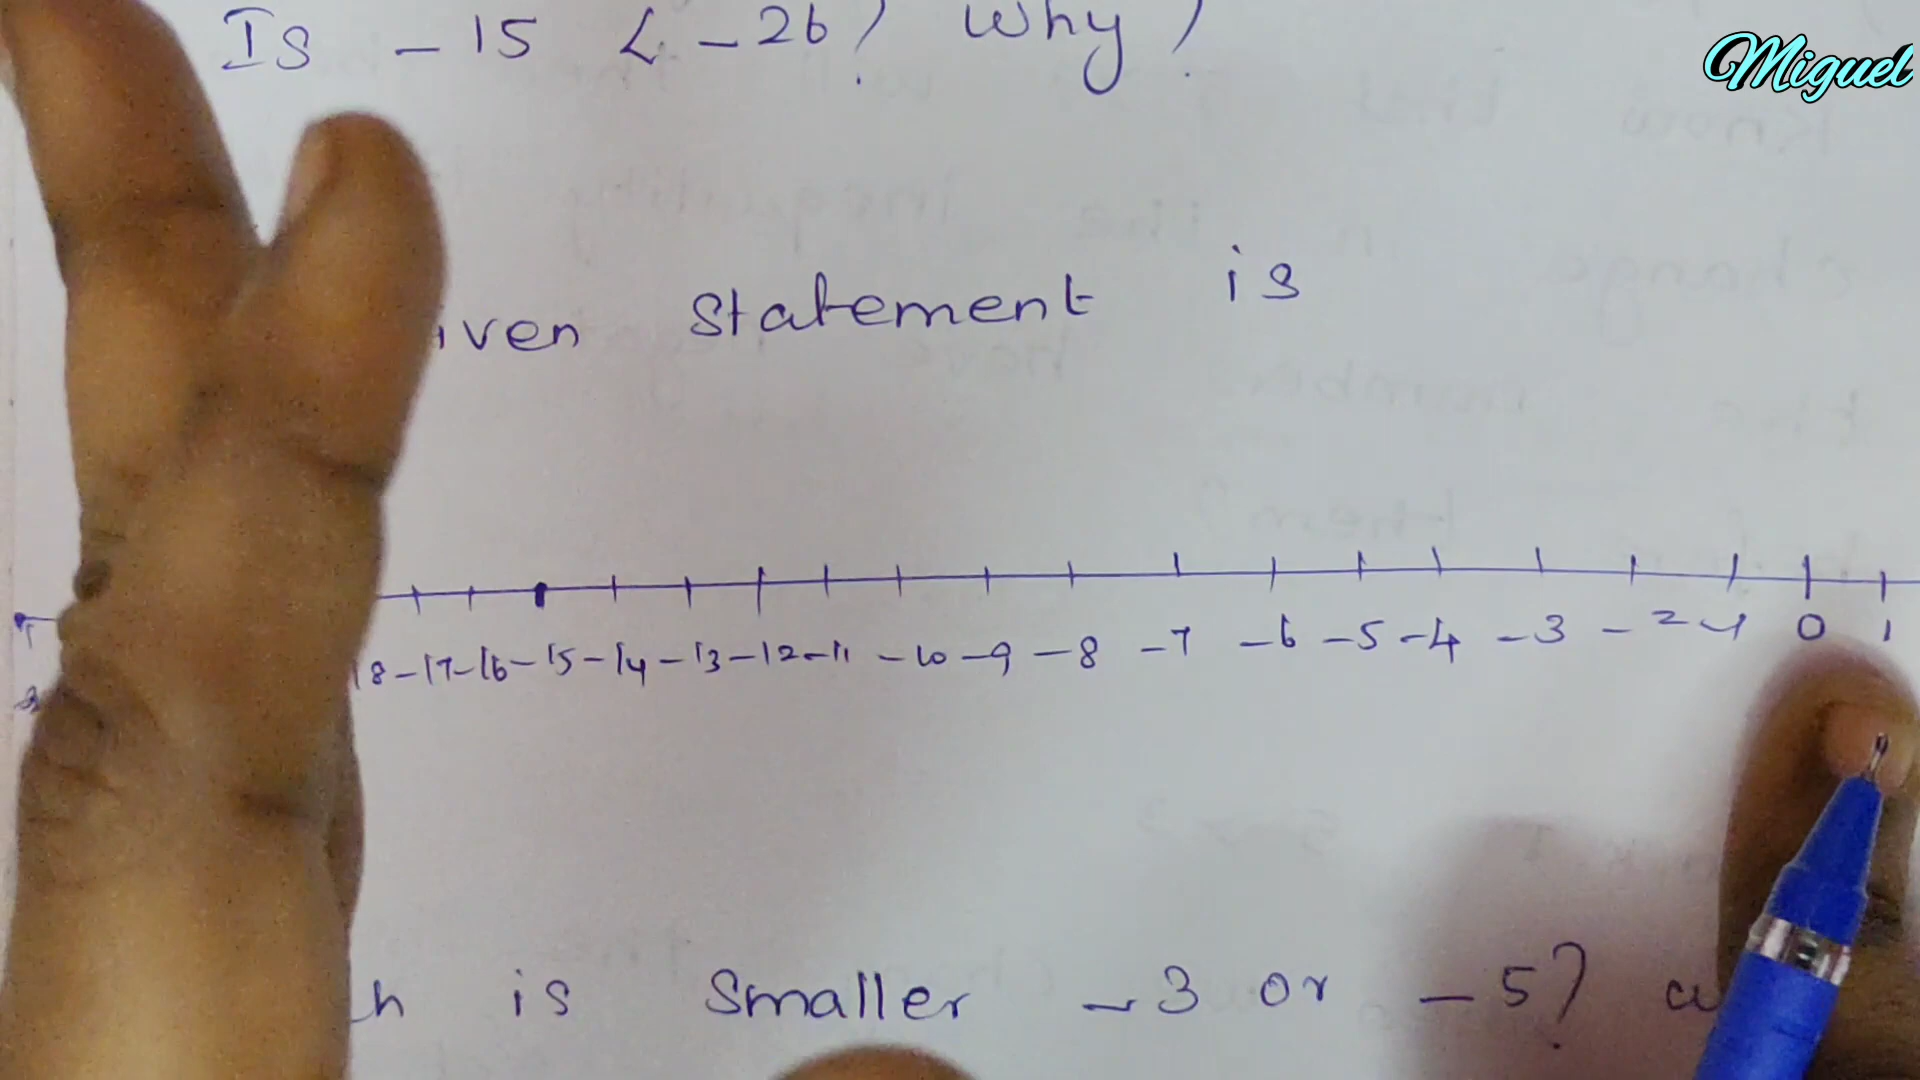 Is -15 < -26? Why?
Miguel
iven statement is
18 -17 -16 -15 -14 -13 -12 -11 -10 -9 -8 -7 -6 -5 -4 -3 -2 -1 0 1
h is smaller -3 or -5?